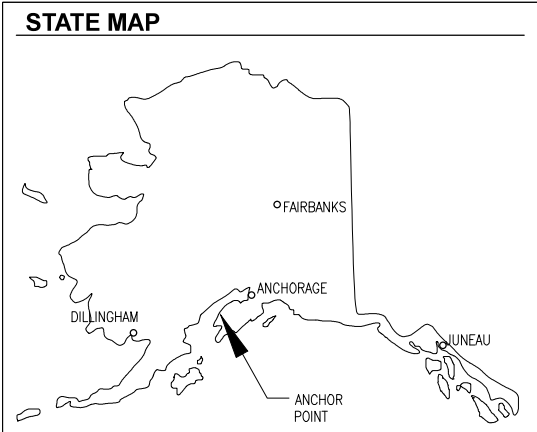 STATE MAP
FAIRBANKS
ANCHORAGE
DILLINGHAM
JUNEAU
ANCHOR
POINT